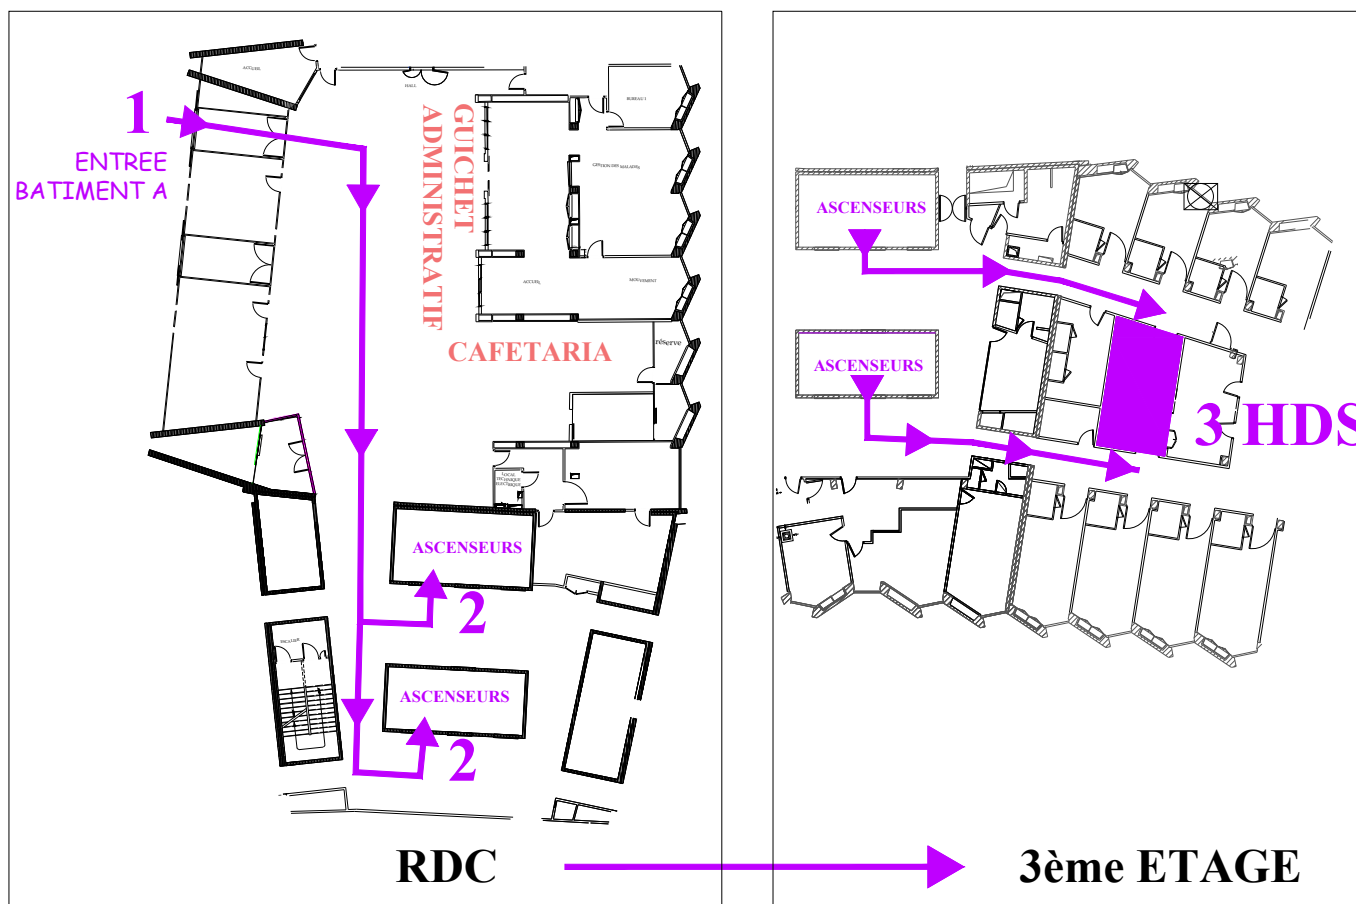 ACCUEIL
HALL
BUREAU 1
1
ENTREE
BATIMENT A
GUICHET
ADMINISTRATIF
GESTION DES MALADES
ACCUEIL
réserve
CAFETARIA
LOCAL
TECHNIQUE
ELECTRIQUE
ASCENSEURS
2
ESCALIER
ASCENSEURS
2
RDC
ASCENSEURS
ASCENSEURS
3 HDS
3ème ETAGE